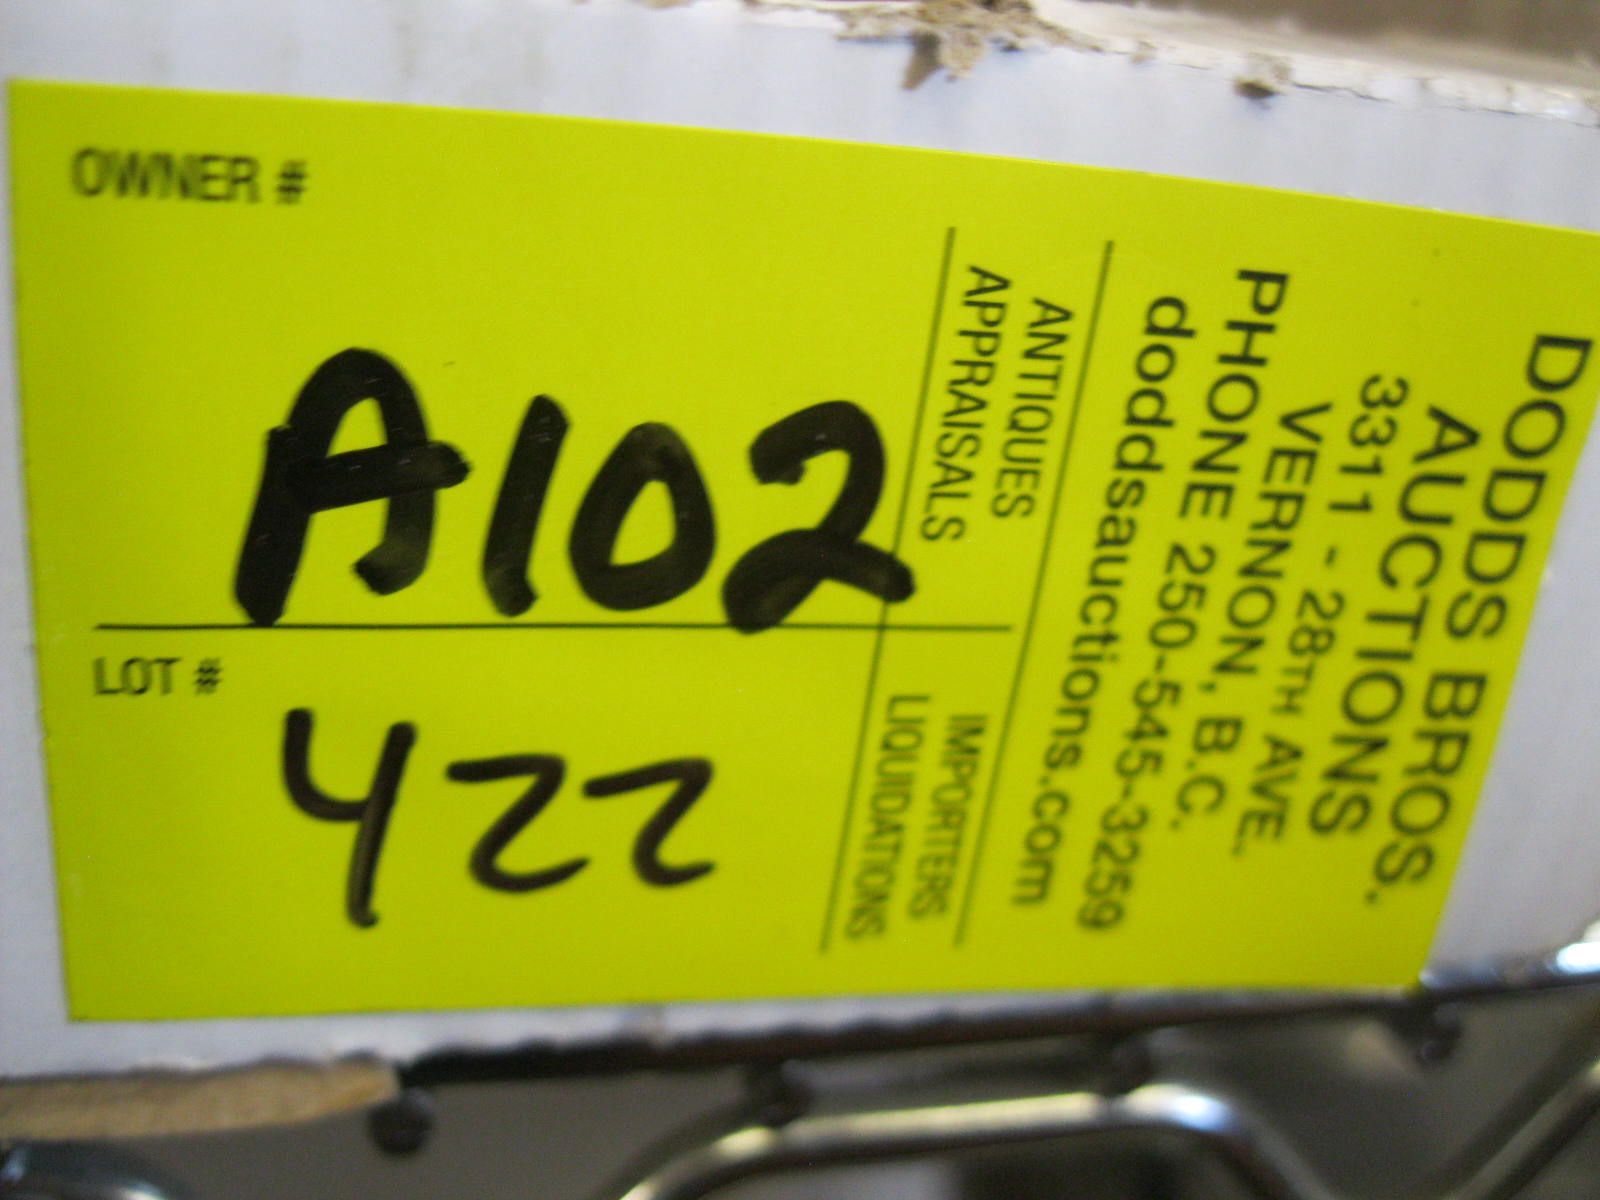 OWNER #
A102
LOT #
422
DODDS BROS.
AUCTIONS
3311 - 28TH AVE.
VERNON, B.C.
PHONE 250-545-3259
doddsauctions.com
ANTIQUES
APPRAISALS
IMPORTERS
LIQUIDATIONS